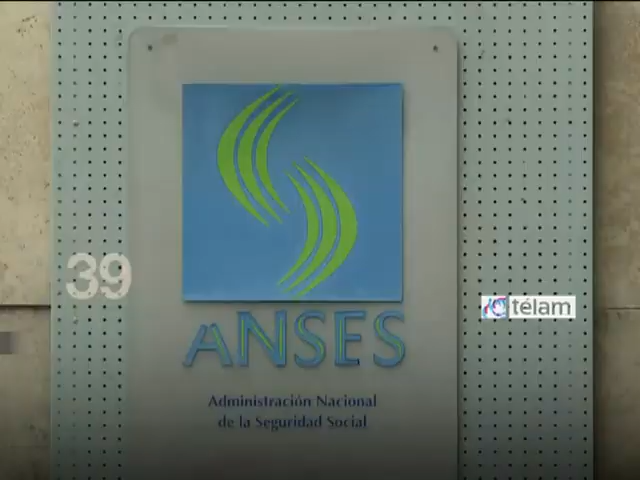 39
télam
ANSES
Administración Nacional
de la Seguridad Social